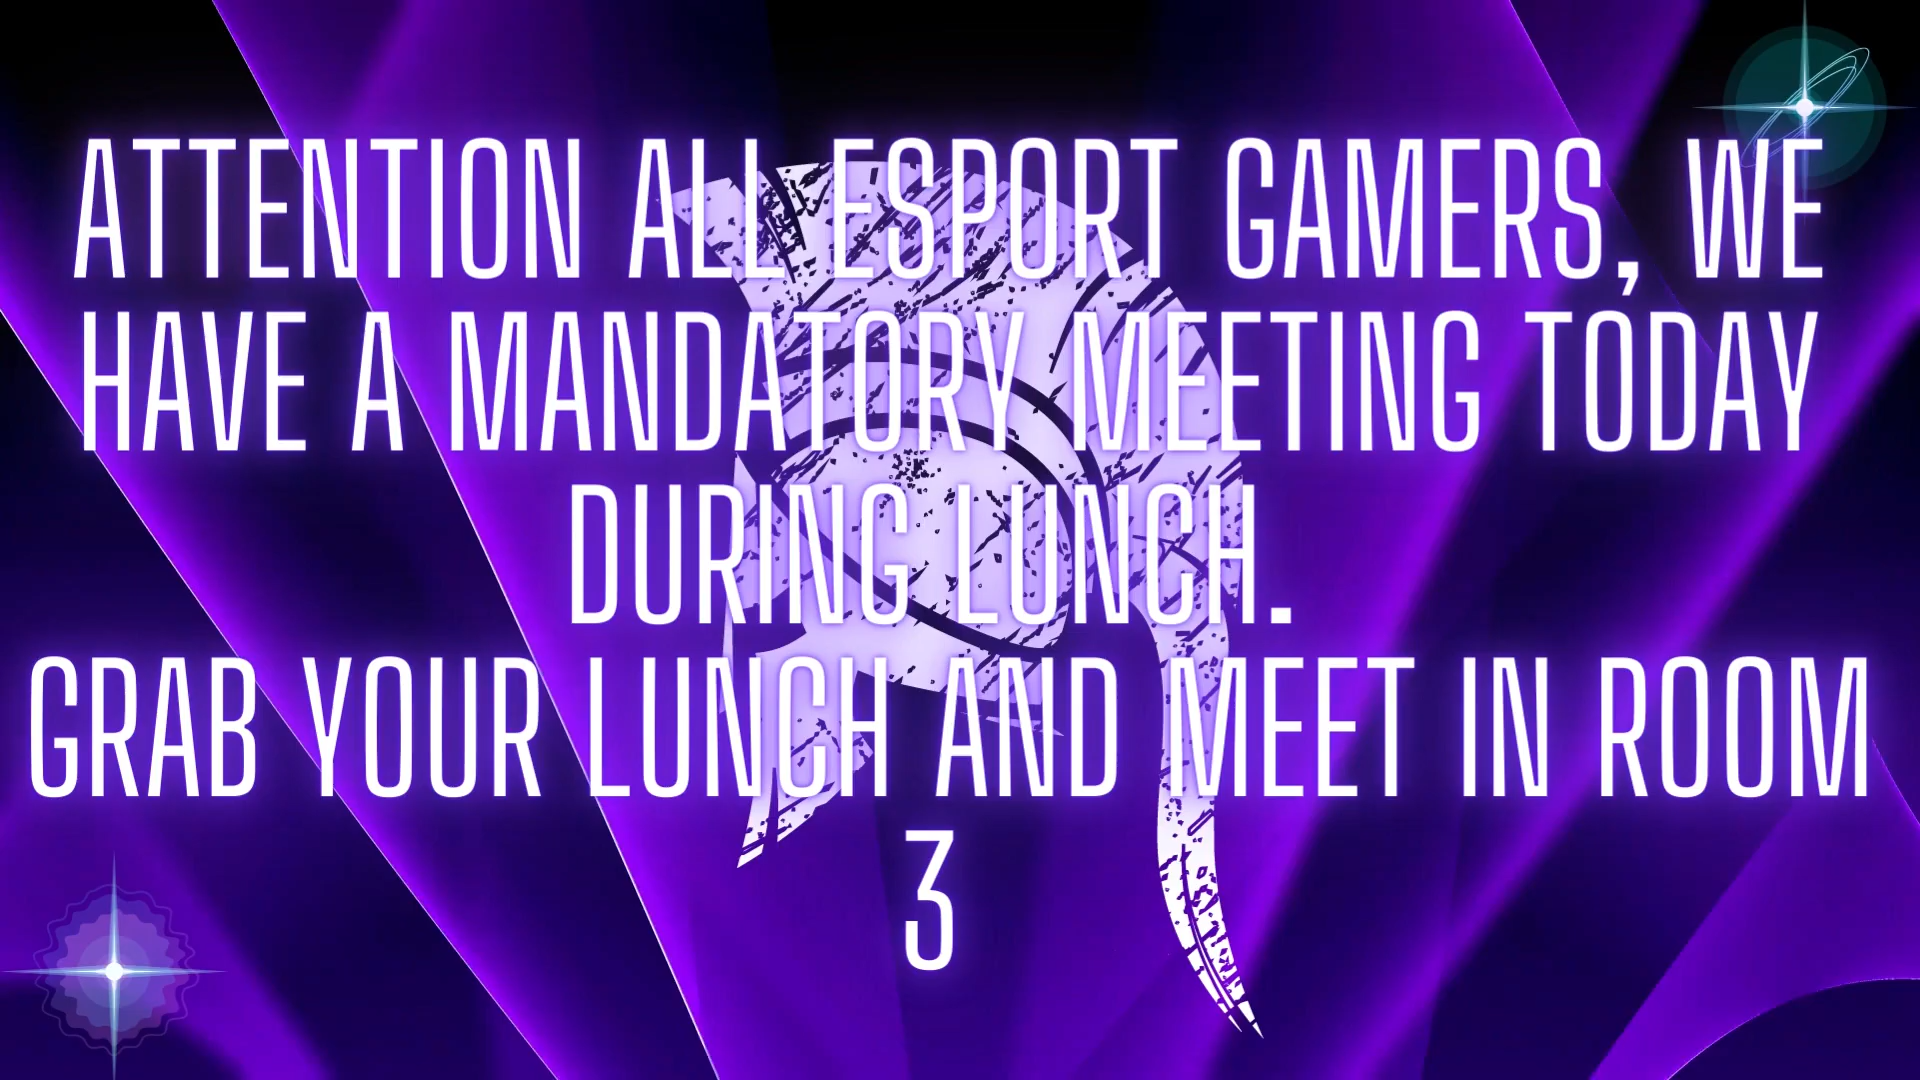 ATTENTION ALL ESPORT GAMERS, WE
HAVE A MANDATORY MEETING TODAY
DURING LUNCH.
GRAB YOUR LUNCH AND MEET IN ROOM
3